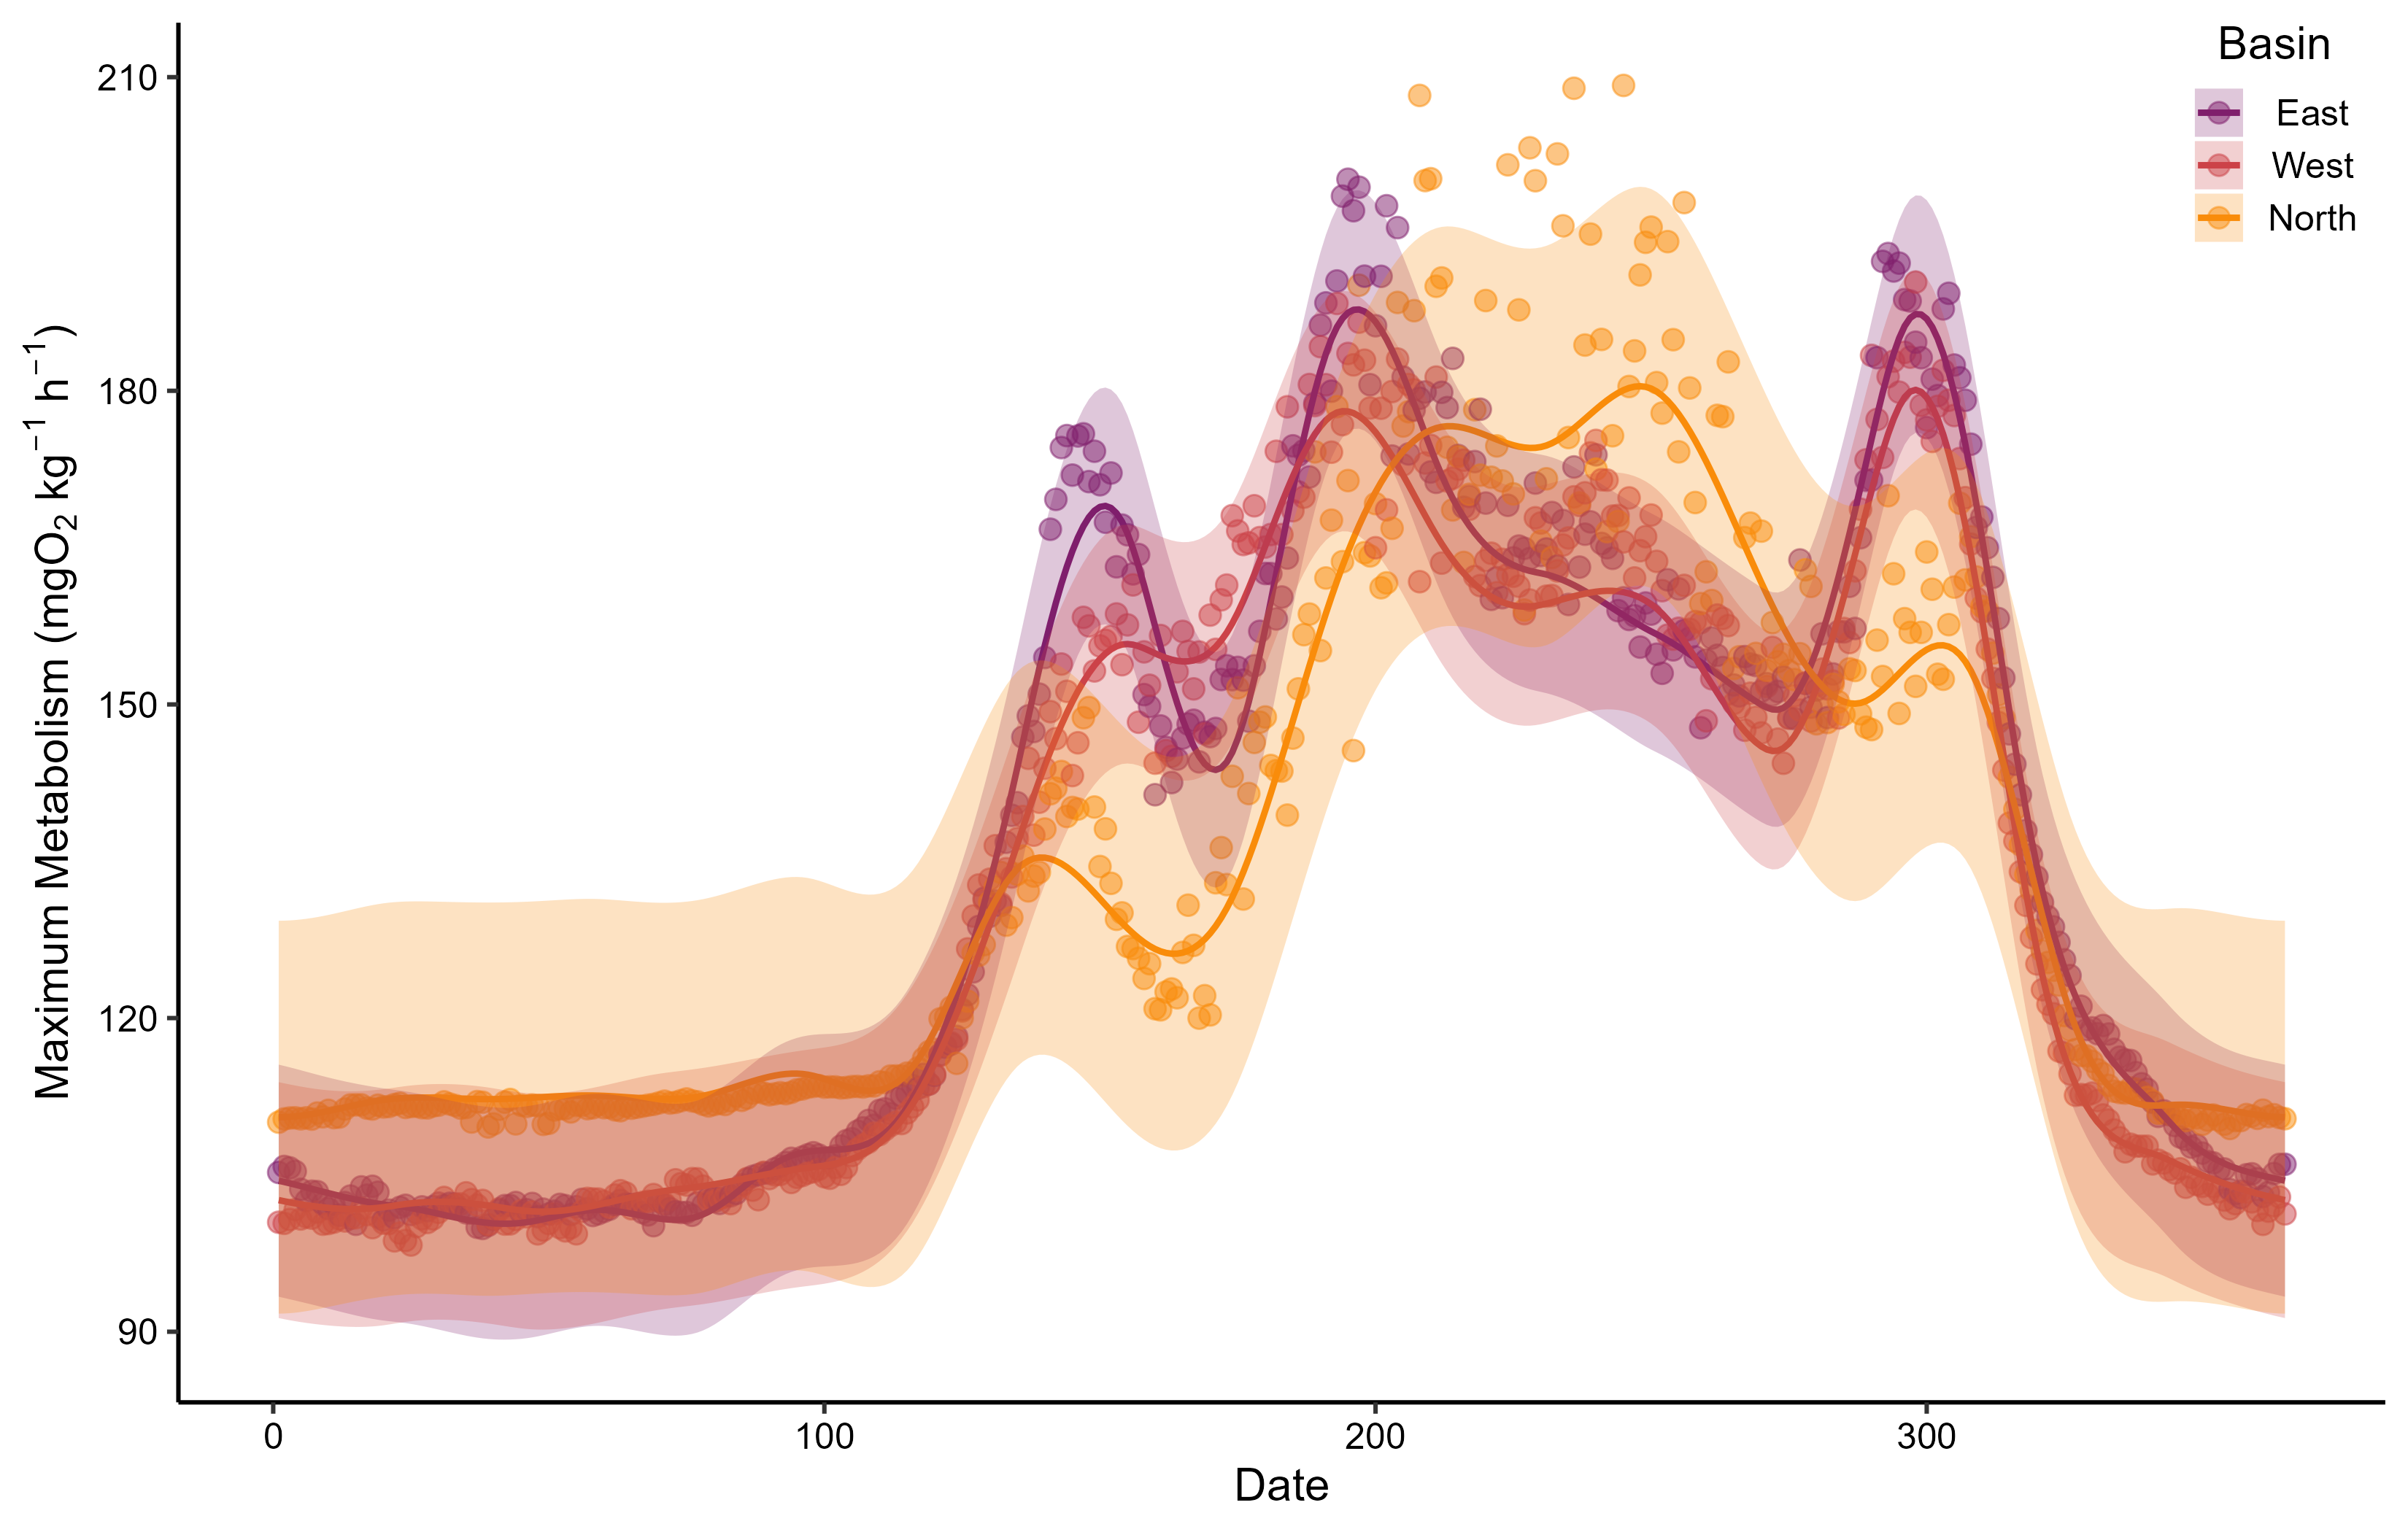 Maximum Metabolism (mgO₂ kg⁻¹ h⁻¹)
210
180
150
120
90
0 100 200 300
Date
Basin
East
West
North